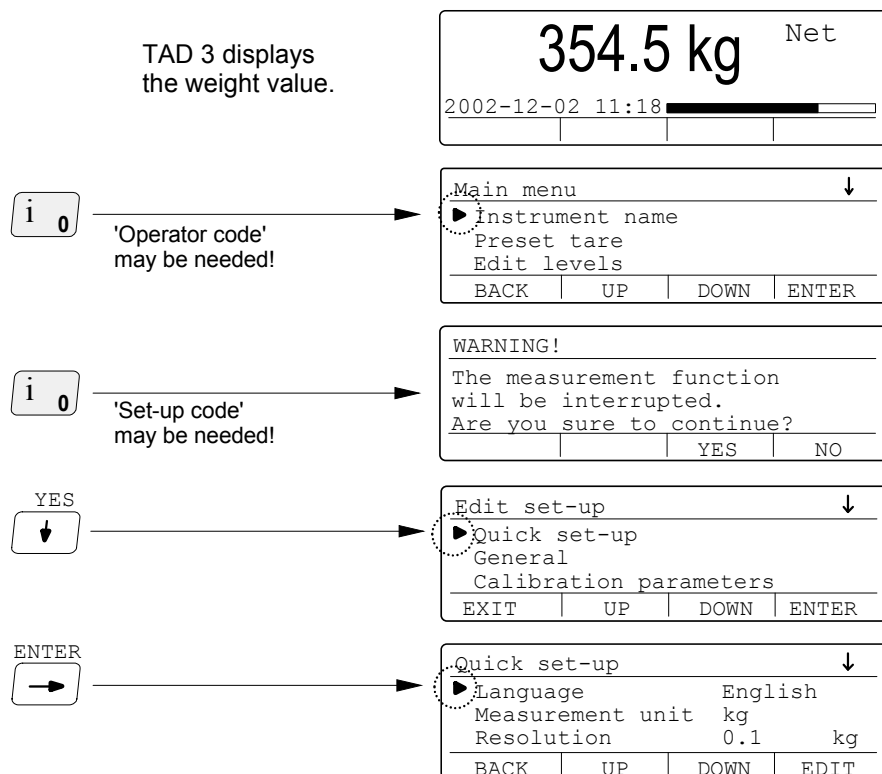 TAD 3 displays
the weight value.
354.5 kg Net
2002-12-02 11:18
i 0
'Operator code'
may be needed!
Main menu ↓
Instrument name
Preset tare
Edit levels
BACK UP DOWN ENTER
i 0
'Set-up code'
may be needed!
WARNING!
The measurement function
will be interrupted.
Are you sure to continue?
YES NO
YES
Edit set-up ↓
Quick set-up
General
Calibration parameters
EXIT UP DOWN ENTER
ENTER
Quick set-up ↓
Language English
Measurement unit kg
Resolution 0.1 kg
BACK UP DOWN EDIT